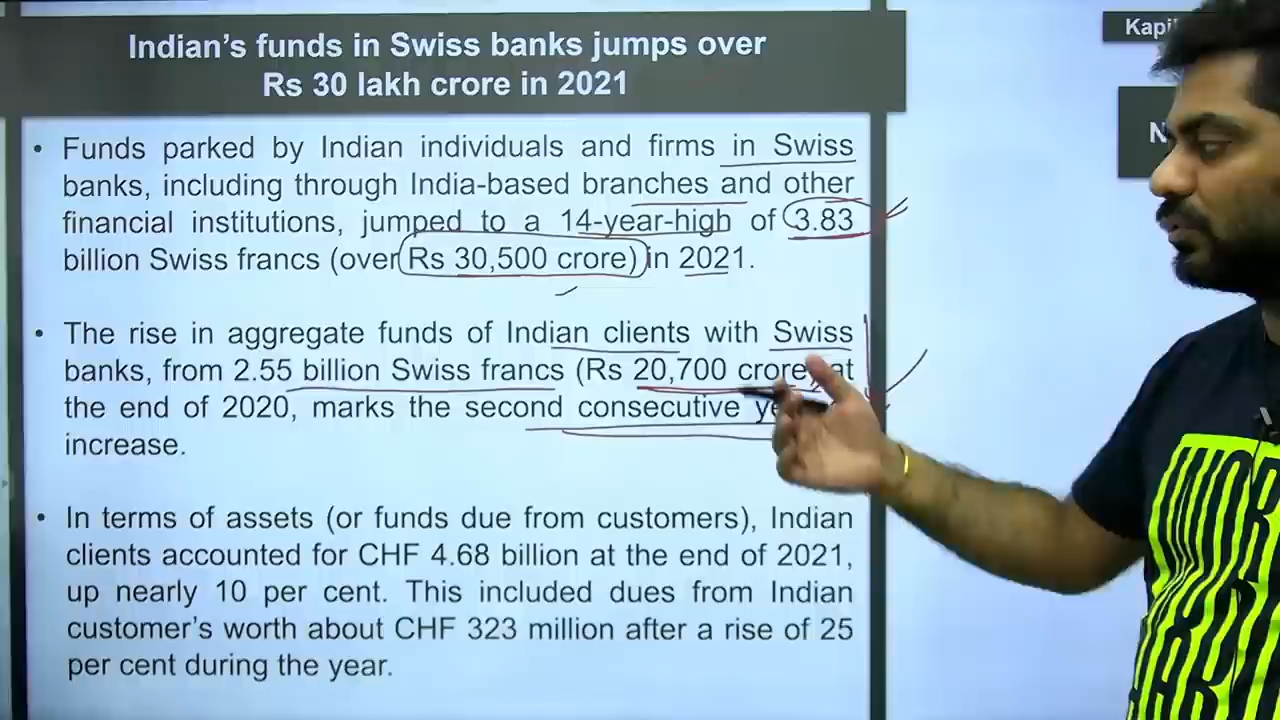 Indian's funds in Swiss banks jumps over
Rs 30 lakh crore in 2021
Kapi
N
• Funds parked by Indian individuals and firms in Swiss
banks, including through India-based branches and other
financial institutions, jumped to a 14-year-high of 3.83
billion Swiss francs (over Rs 30,500 crore) in 2021.
• The rise in aggregate funds of Indian clients with Swiss
banks, from 2.55 billion Swiss francs (Rs 20,700 crore) at
the end of 2020, marks the second consecutive
increase.
• In terms of assets (or funds due from customers), Indian
clients accounted for CHF 4.68 billion at the end of 2021,
up nearly 10 per cent. This included dues from Indian
customer's worth about CHF 323 million after a rise of 25
per cent during the year.